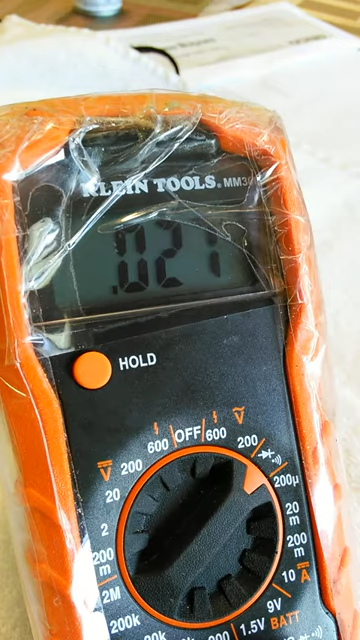 KLEIN TOOLS® MM3
.021
HOLD
OFF
600
600
200
200
20
2
200
m
2M
200k
200µ
20
m
200
m
10 A
9V
1.5V BATT